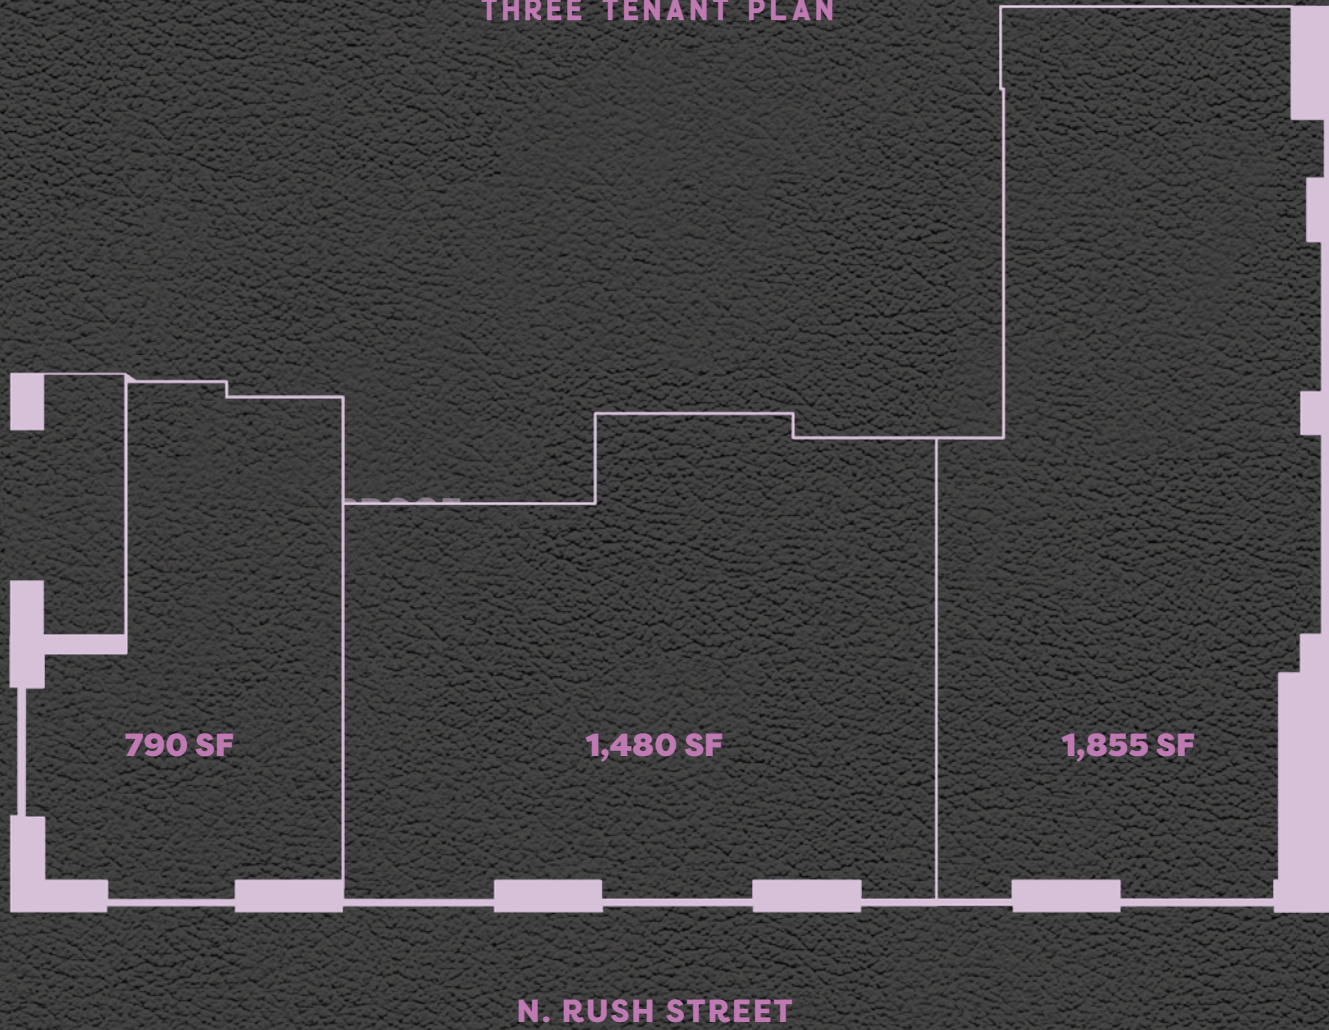 THREE TENANT PLAN
790 SF
1,480 SF
1,855 SF
N. RUSH STREET